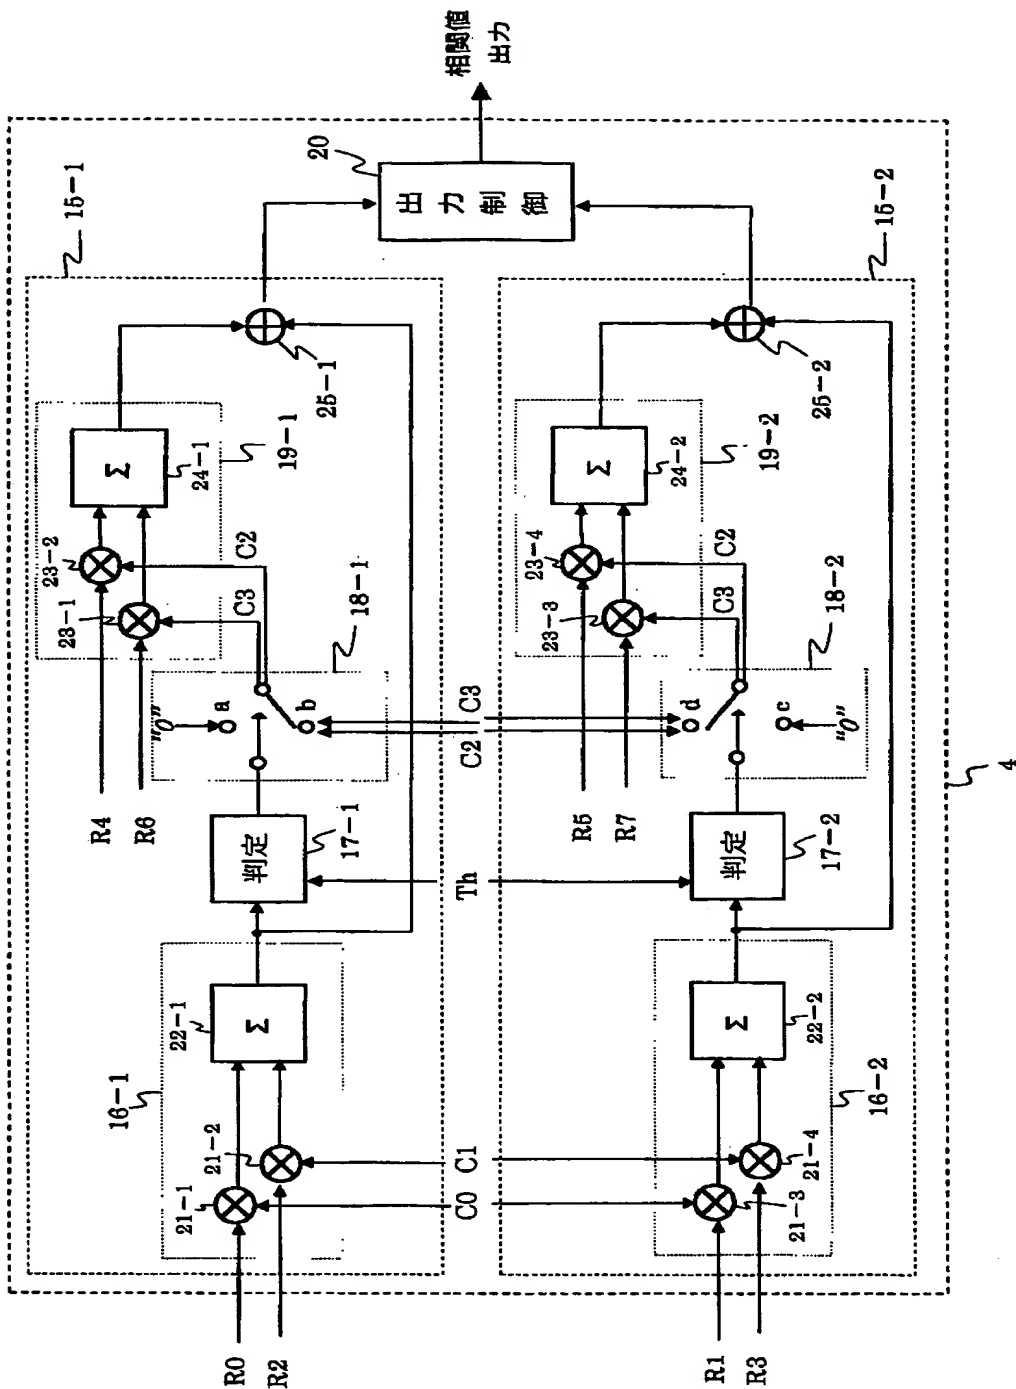 R0
R2
21-1
21-2
16-1
22-1
Σ
判定
17-1
R4
R6
"0"
a
b
18-1
C3
C2
23-1
23-2
Σ
24-1
19-1
25-1
15-1
C0
C1
Th
C2
C3
20
出力制御
相関値
出力
R1
R3
21-3
21-4
16-2
22-2
Σ
判定
17-2
R5
R7
d
c
"0"
18-2
C3
C2
23-3
23-4
Σ
24-2
19-2
25-2
15-2
4